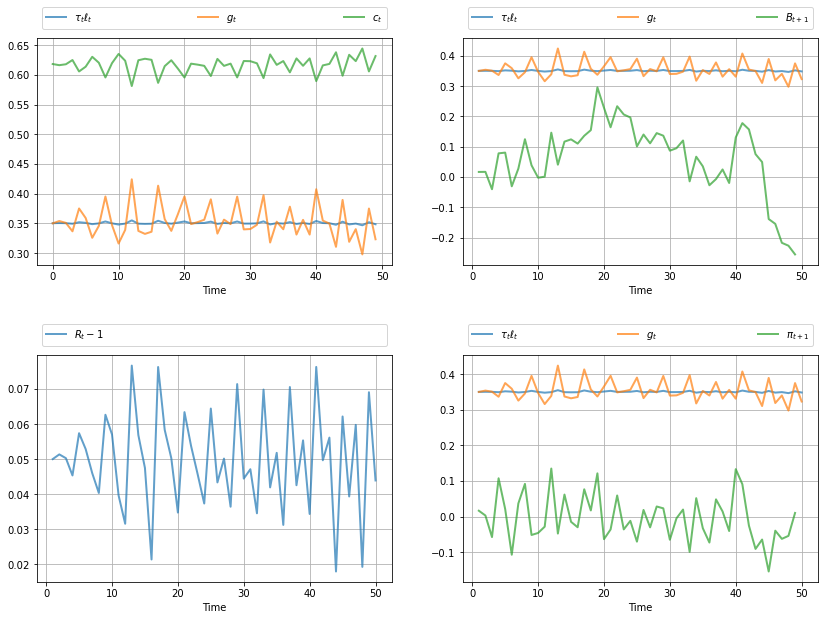 τₜℓₜ gₜ cₜ
0.65
0.60
0.55
0.50
0.45
0.40
0.35
0.30
0 10 20 30 40 50
Time
τₜℓₜ gₜ Bₜ₊₁
0.4
0.3
0.2
0.1
0.0
−0.1
−0.2
0 10 20 30 40 50
Time
Rₜ − 1
0.07
0.06
0.05
0.04
0.03
0.02
0 10 20 30 40 50
Time
τₜℓₜ gₜ πₜ₊₁
0.4
0.3
0.2
0.1
0.0
−0.1
0 10 20 30 40 50
Time